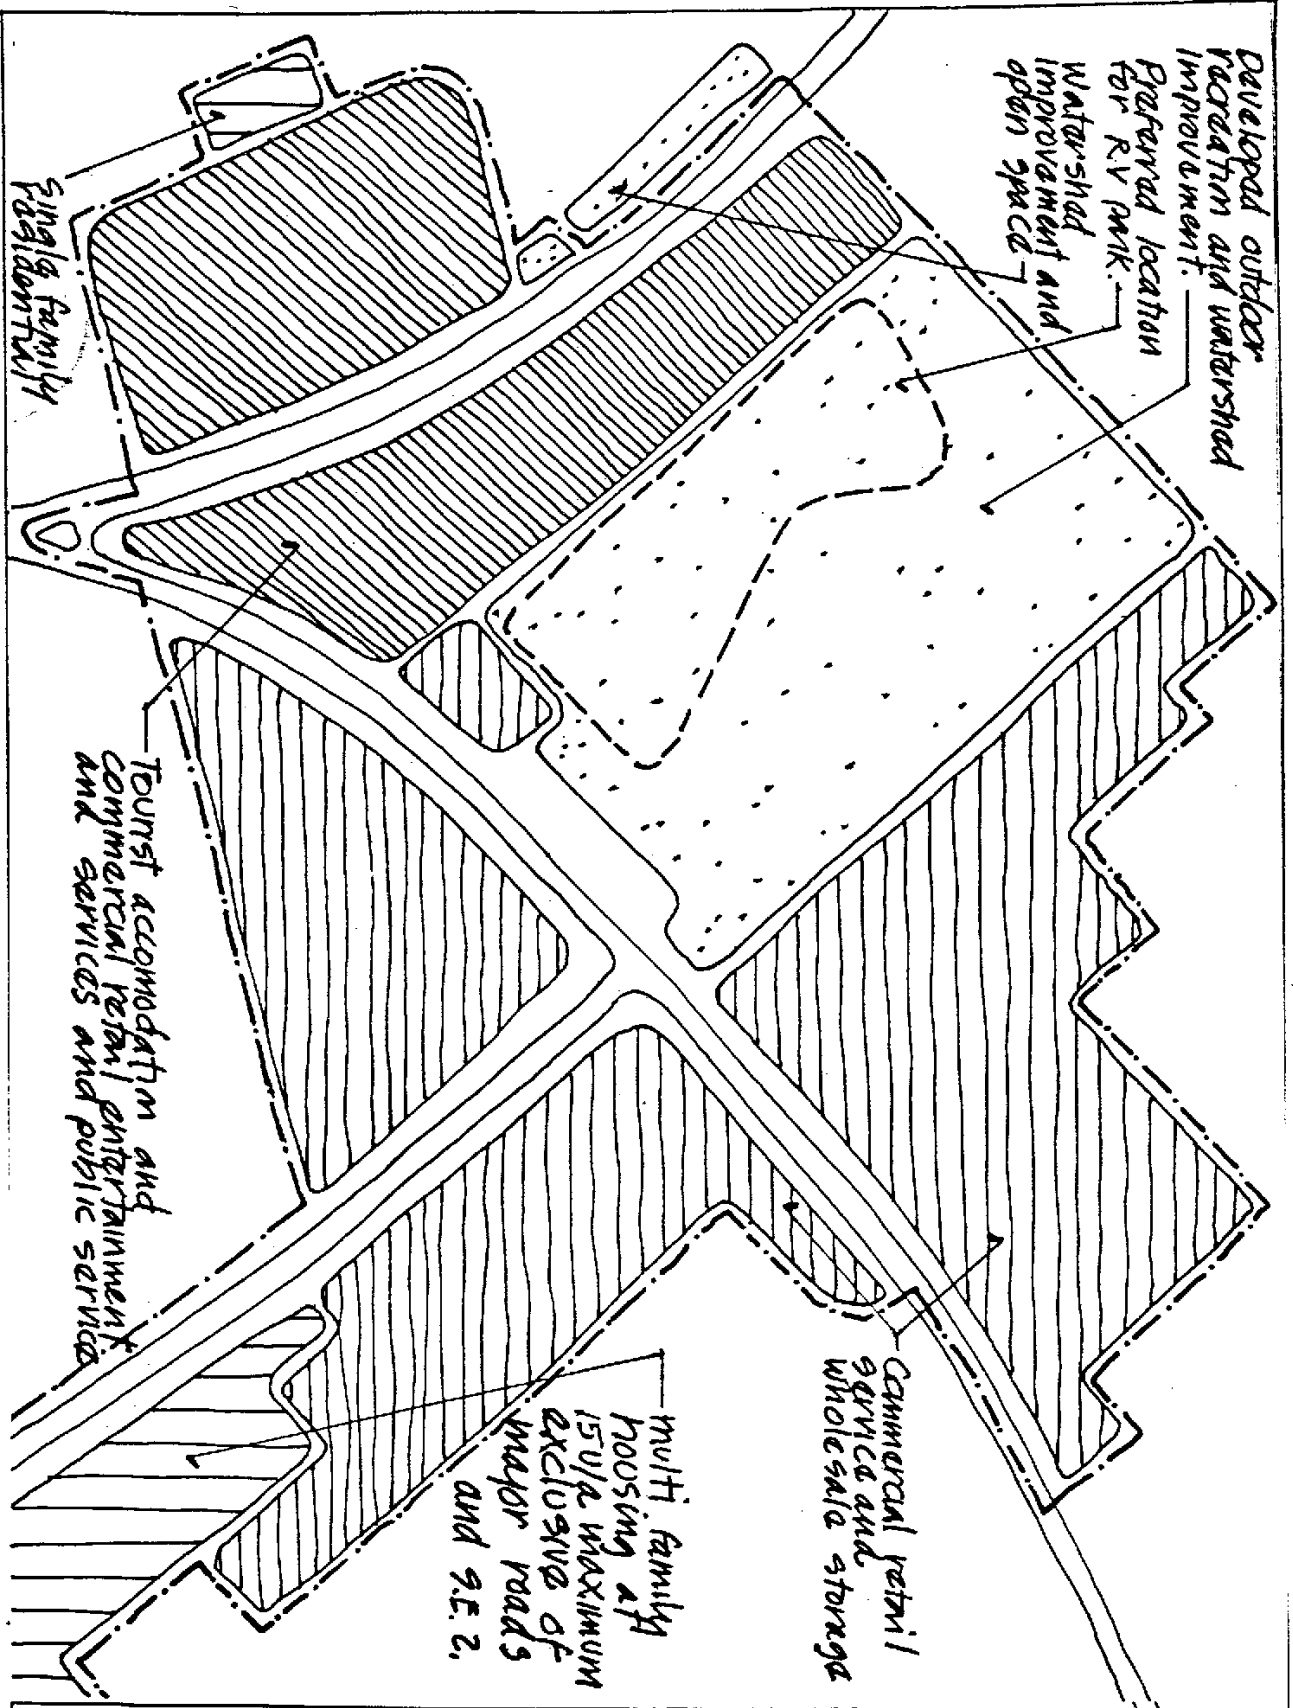 Developed outdoor
recreation and watershed
improvement.
Preferred location
for RV park.
Watershed
improvement and
open space
Single family
residential
Tourist accomodation and
commercial retail entertainment
and services and public service
Commercial retail
service and
wholesale storage
multi family
housing at
15 u/a maximum
exclusive of
major roads
and S.E.Z.